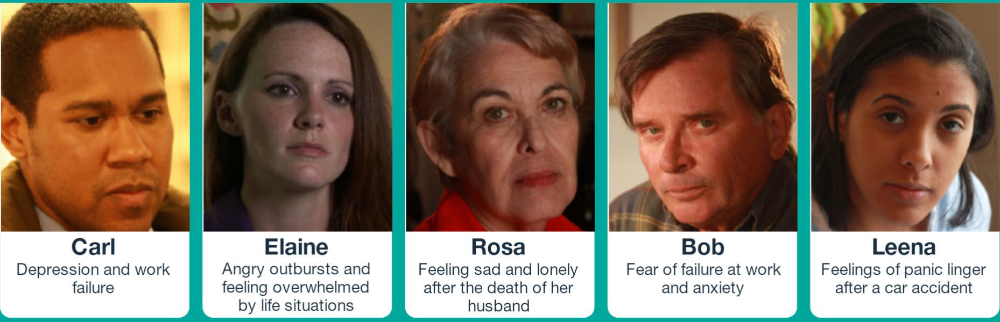 Carl
Depression and work
failure
Elaine
Angry outbursts and
feeling overwhelmed
by life situations
Rosa
Feeling sad and lonely
after the death of her
husband
Bob
Fear of failure at work
and anxiety
Leena
Feelings of panic linger
after a car accident